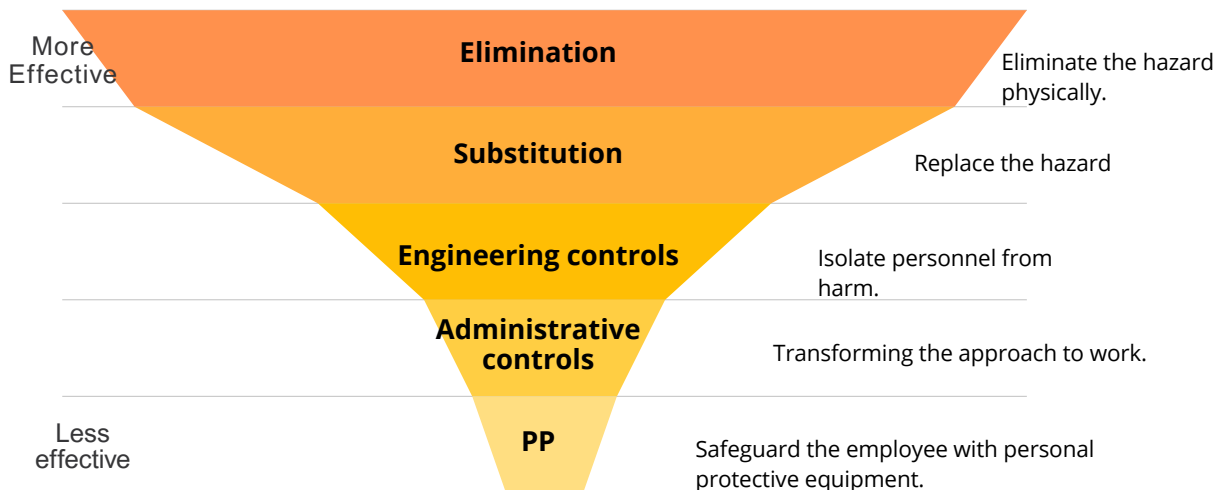 More
Effective
Elimination
Eliminate the hazard
physically.
Substitution
Replace the hazard
Engineering controls
Isolate personnel from
harm.
Administrative
controls
Transforming the approach to work.
Less
effective
PP
Safeguard the employee with personal
protective equipment.